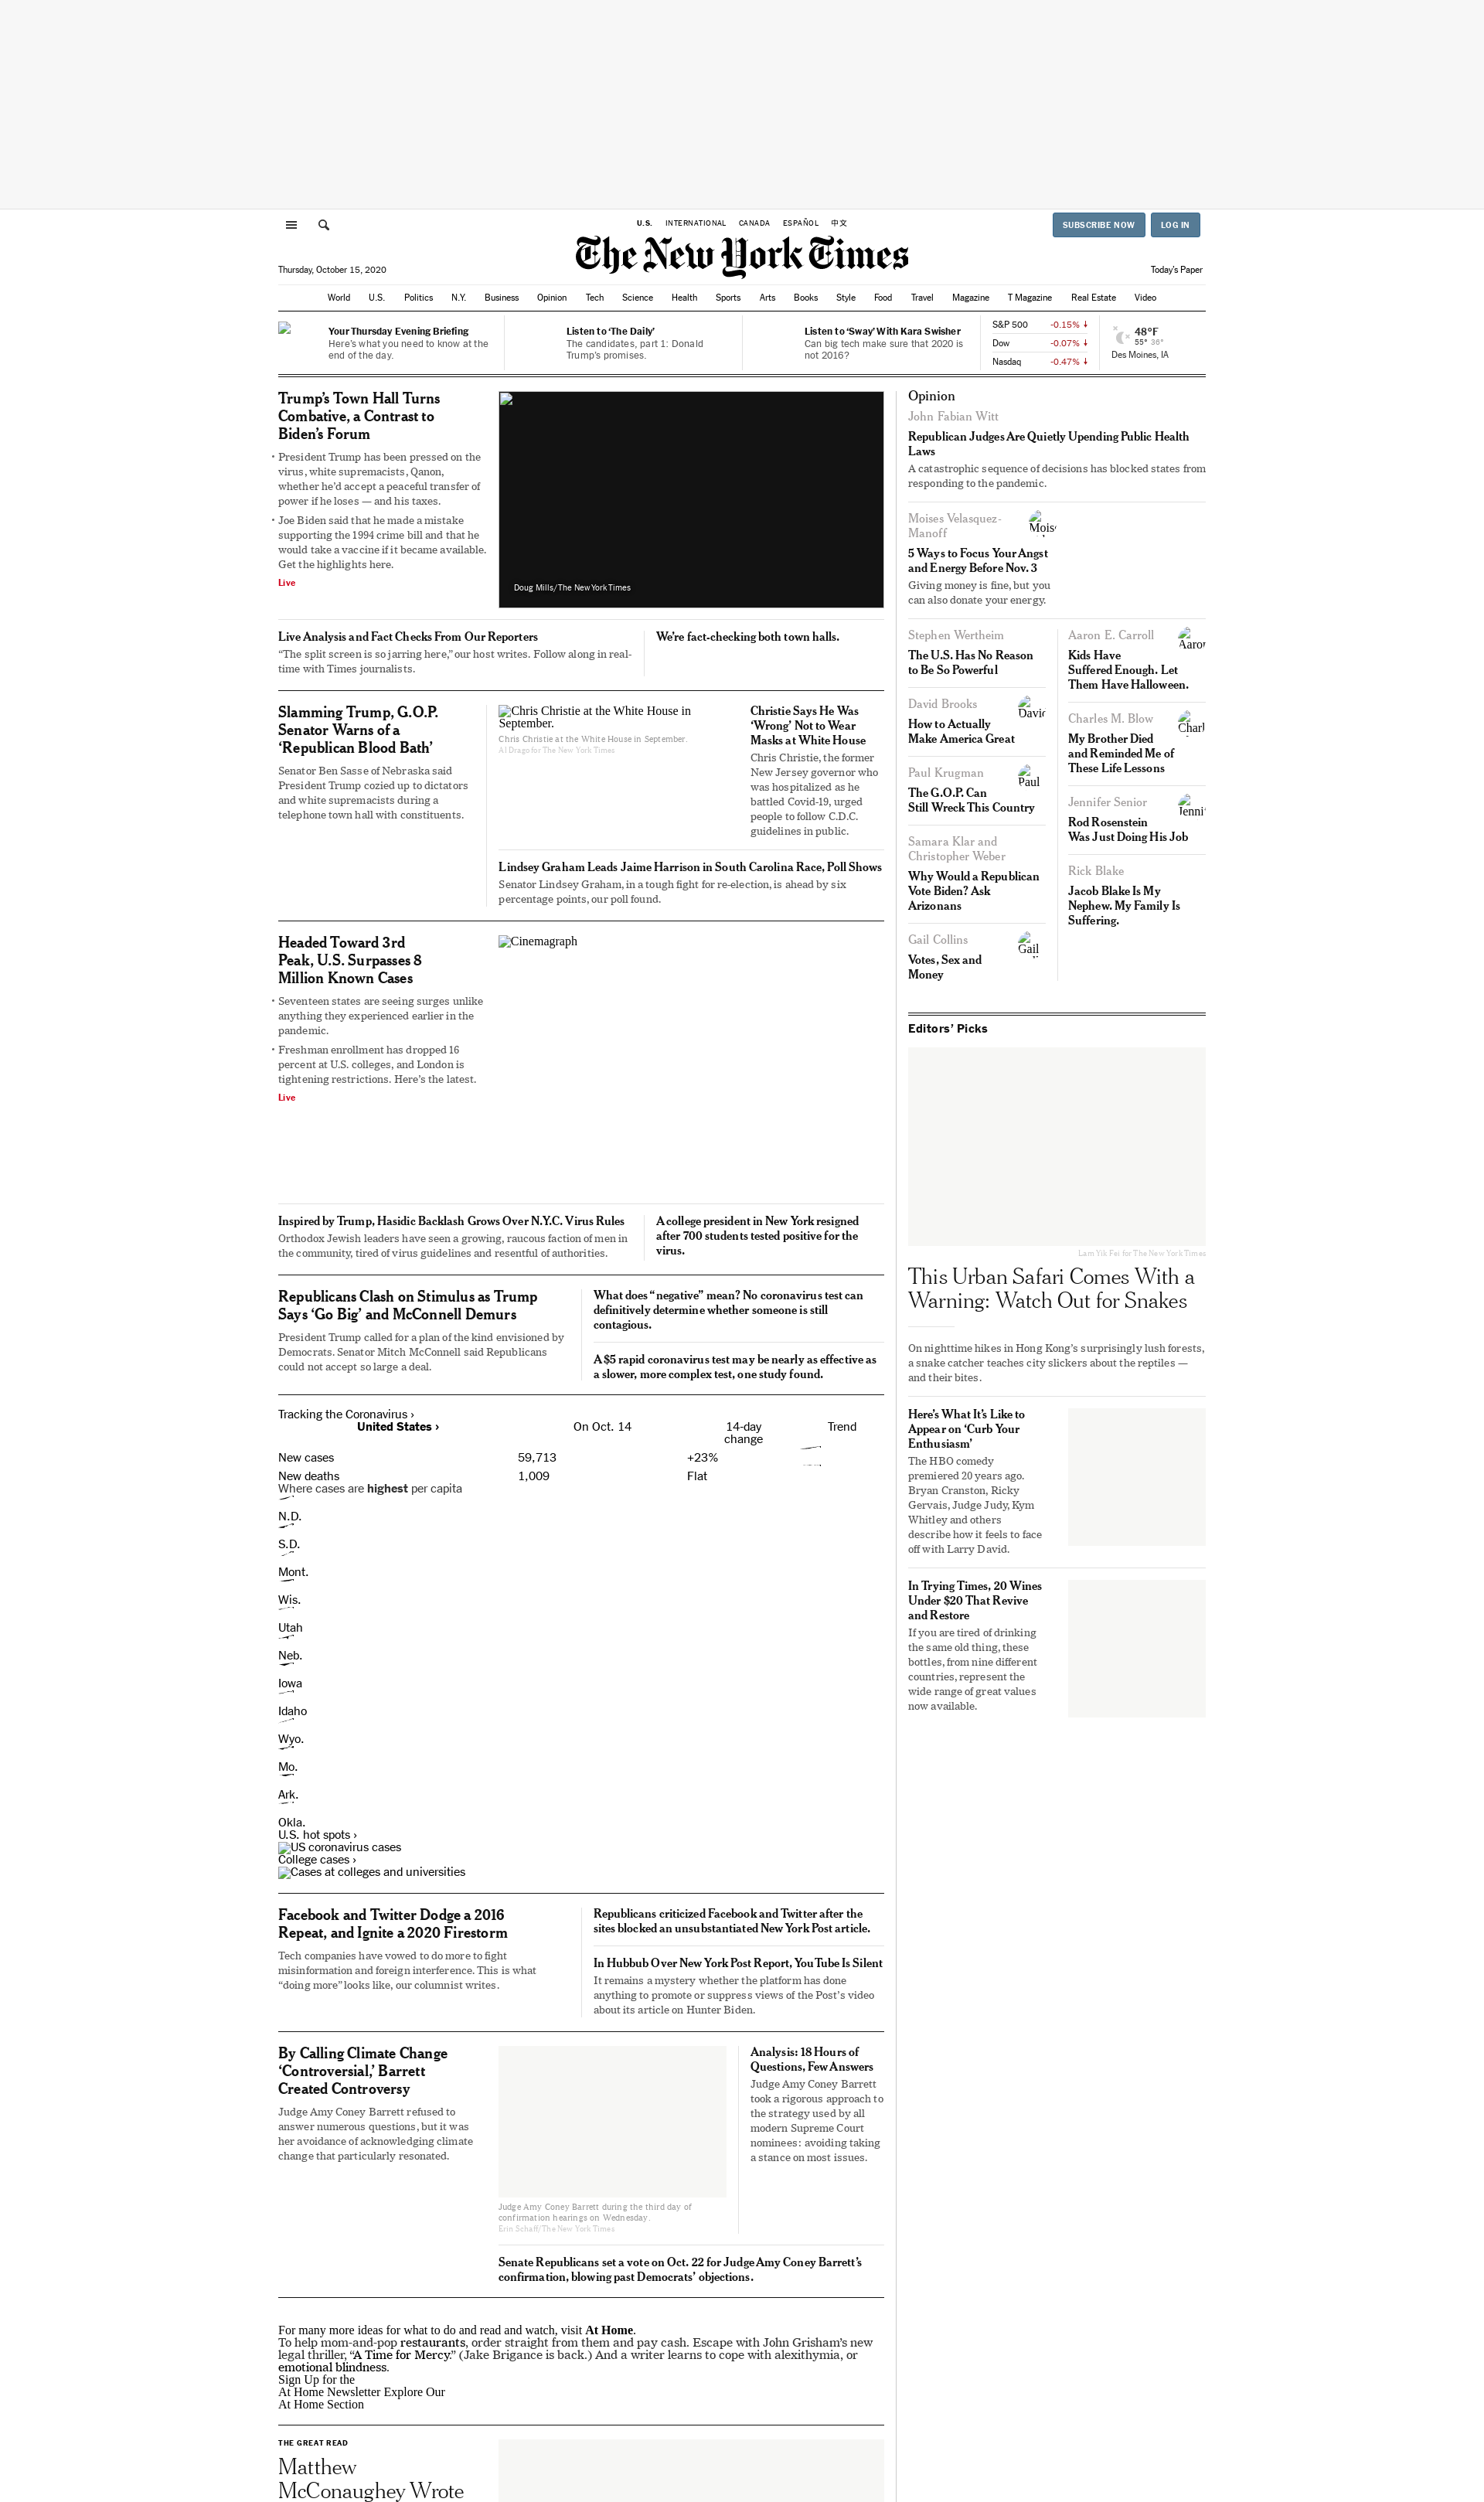 U.S. INTERNATIONAL CANADA ESPAÑOL 中文
SUBSCRIBE NOW LOG IN
The New York Times
Thursday, October 15, 2020
Today's Paper
World U.S. Politics N.Y. Business Opinion Tech Science Health Sports Arts Books Style Food Travel Magazine T Magazine Real Estate Video
Your Thursday Evening Briefing
Here's what you need to know at the
end of the day.
Listen to 'The Daily'
The candidates, part 1: Donald
Trump's promises.
Listen to 'Sway' With Kara Swisher
Can big tech make sure that 2020 is
not 2016?
S&P 500 -0.15%
Dow -0.07%
Nasdaq -0.47%
48°F
55° 36°
Des Moines, IA
Trump's Town Hall Turns
Combative, a Contrast to
Biden's Forum
• President Trump has been pressed on the
virus, white supremacists, Qanon,
whether he'd accept a peaceful transfer of
power if he loses — and his taxes.
• Joe Biden said that he made a mistake
supporting the 1994 crime bill and that he
would take a vaccine if it became available.
Get the highlights here.
Live
Doug Mills/The New York Times
Live Analysis and Fact Checks From Our Reporters
“The split screen is so jarring here,” our host writes. Follow along in real-
time with Times journalists.
We're fact-checking both town halls.
Slamming Trump, G.O.P.
Senator Warns of a
‘Republican Blood Bath’
Senator Ben Sasse of Nebraska said
President Trump cozied up to dictators
and white supremacists during a
telephone town hall with constituents.
Chris Christie at the White House in
September.
Chris Christie at the White House in September.
Al Drago for The New York Times
Christie Says He Was
‘Wrong’ Not to Wear
Masks at White House
Chris Christie, the former
New Jersey governor who
was hospitalized as he
battled Covid-19, urged
people to follow C.D.C.
guidelines in public.
Lindsey Graham Leads Jaime Harrison in South Carolina Race, Poll Shows
Senator Lindsey Graham, in a tough fight for re-election, is ahead by six
percentage points, our poll found.
Headed Toward 3rd
Peak, U.S. Surpasses 8
Million Known Cases
• Seventeen states are seeing surges unlike
anything they experienced earlier in the
pandemic.
• Freshman enrollment has dropped 16
percent at U.S. colleges, and London is
tightening restrictions. Here's the latest.
Live
Cinemagraph
Inspired by Trump, Hasidic Backlash Grows Over N.Y.C. Virus Rules
Orthodox Jewish leaders have seen a growing, raucous faction of men in
the community, tired of virus guidelines and resentful of authorities.
A college president in New York resigned
after 700 students tested positive for the
virus.
Republicans Clash on Stimulus as Trump
Says ‘Go Big’ and McConnell Demurs
President Trump called for a plan of the kind envisioned by
Democrats. Senator Mitch McConnell said Republicans
could not accept so large a deal.
What does “negative” mean? No coronavirus test can
definitively determine whether someone is still
contagious.
A $5 rapid coronavirus test may be nearly as effective as
a slower, more complex test, one study found.
Tracking the Coronavirus ›
United States › On Oct. 14 14-day
change Trend
New cases 59,713 +23%
New deaths 1,009 Flat
Where cases are highest per capita
N.D.
S.D.
Mont.
Wis.
Utah
Neb.
Iowa
Idaho
Wyo.
Mo.
Ark.
Okla.
U.S. hot spots ›
US coronavirus cases
College cases ›
Cases at colleges and universities
Facebook and Twitter Dodge a 2016
Repeat, and Ignite a 2020 Firestorm
Tech companies have vowed to do more to fight
misinformation and foreign interference. This is what
“doing more” looks like, our columnist writes.
Republicans criticized Facebook and Twitter after the
sites blocked an unsubstantiated New York Post article.
In Hubbub Over New York Post Report, YouTube Is Silent
It remains a mystery whether the platform has done
anything to promote or suppress views of the Post's video
about its article on Hunter Biden.
By Calling Climate Change
‘Controversial,’ Barrett
Created Controversy
Judge Amy Coney Barrett refused to
answer numerous questions, but it was
her avoidance of acknowledging climate
change that particularly resonated.
Judge Amy Coney Barrett during the third day of
confirmation hearings on Wednesday.
Erin Schaff/The New York Times
Analysis: 18 Hours of
Questions, Few Answers
Judge Amy Coney Barrett
took a rigorous approach to
the strategy used by all
modern Supreme Court
nominees: avoiding taking
a stance on most issues.
Senate Republicans set a vote on Oct. 22 for Judge Amy Coney Barrett's
confirmation, blowing past Democrats' objections.
For many more ideas for what to do and read and watch, visit At Home.
To help mom-and-pop restaurants, order straight from them and pay cash. Escape with John Grisham's new
legal thriller, “A Time for Mercy.” (Jake Brigance is back.) And a writer learns to cope with alexithymia, or
emotional blindness.
Sign Up for the
At Home Newsletter Explore Our
At Home Section
THE GREAT READ
Matthew
McConaughey Wrote
Opinion
John Fabian Witt
Republican Judges Are Quietly Upending Public Health
Laws
A catastrophic sequence of decisions has blocked states from
responding to the pandemic.
Moises Velasquez-
Manoff
5 Ways to Focus Your Angst
and Energy Before Nov. 3
Giving money is fine, but you
can also donate your energy.
Stephen Wertheim
The U.S. Has No Reason
to Be So Powerful
David Brooks
David
How to Actually
Make America Great
Paul Krugman
Paul
The G.O.P. Can
Still Wreck This Country
Samara Klar and
Christopher Weber
Why Would a Republican
Vote Biden? Ask
Arizonans
Gail Collins
Gail
Votes, Sex and
Money
Aaron E. Carroll
Aaron
Kids Have
Suffered Enough. Let
Them Have Halloween.
Charles M. Blow
My Brother Died
and Reminded Me of
These Life Lessons
Jennifer Senior
Rod Rosenstein
Was Just Doing His Job
Rick Blake
Jacob Blake Is My
Nephew. My Family Is
Suffering.
Editors' Picks
Lam Yik Fei for The New York Times
This Urban Safari Comes With a
Warning: Watch Out for Snakes
On nighttime hikes in Hong Kong's surprisingly lush forests,
a snake catcher teaches city slickers about the reptiles —
and their bites.
Here's What It's Like to
Appear on ‘Curb Your
Enthusiasm’
The HBO comedy
premiered 20 years ago.
Bryan Cranston, Ricky
Gervais, Judge Judy, Kym
Whitley and others
describe how it feels to face
off with Larry David.
In Trying Times, 20 Wines
Under $20 That Revive
and Restore
If you are tired of drinking
the same old thing, these
bottles, from nine different
countries, represent the
wide range of great values
now available.